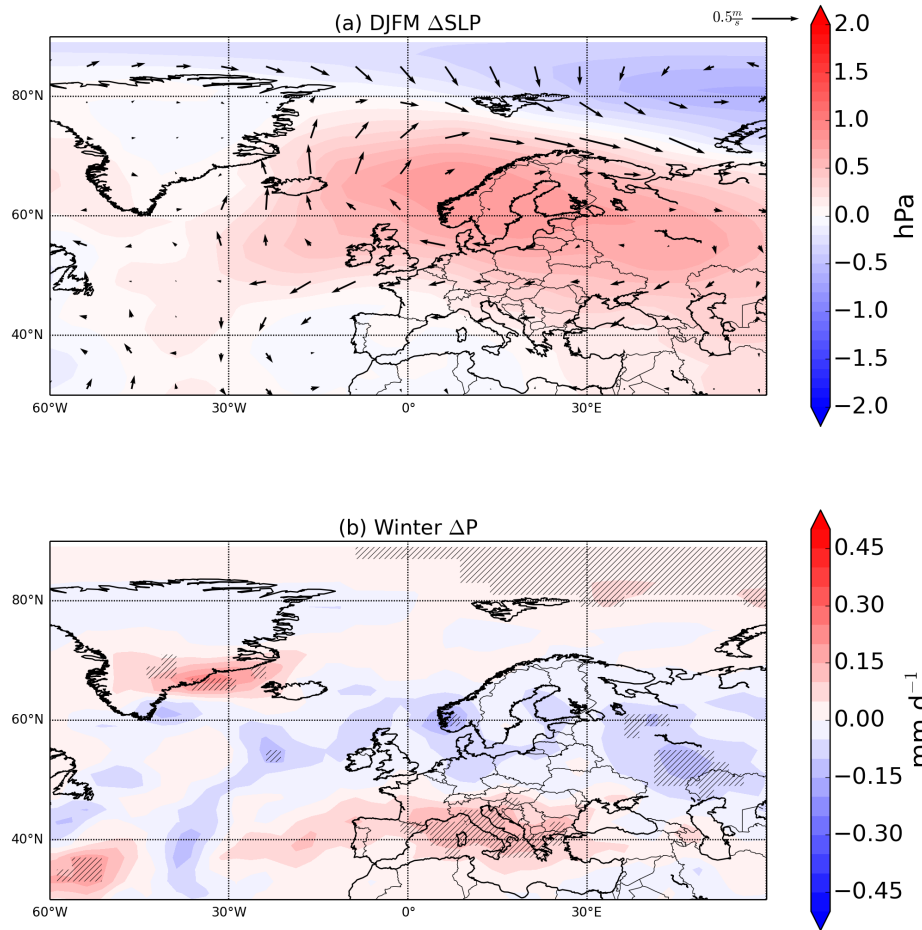 (a) DJFM ΔSLP
0.5 m/s
80°N
60°N
40°N
60°W 30°W 0° 30°E
2.0
1.5
1.0
0.5
0.0
−0.5
−1.0
−1.5
−2.0
hPa
(b) Winter ΔP
80°N
60°N
40°N
60°W 30°W 0° 30°E
0.45
0.30
0.15
0.00
−0.15
−0.30
−0.45
mm d⁻¹